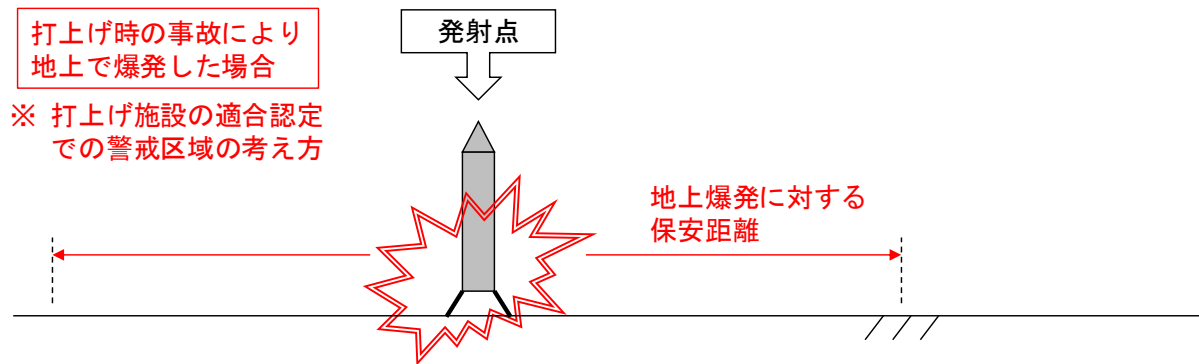 打上げ時の事故により
地上で爆発した場合
※ 打上げ施設の適合認定
での警戒区域の考え方
発射点
地上爆発に対する
保安距離